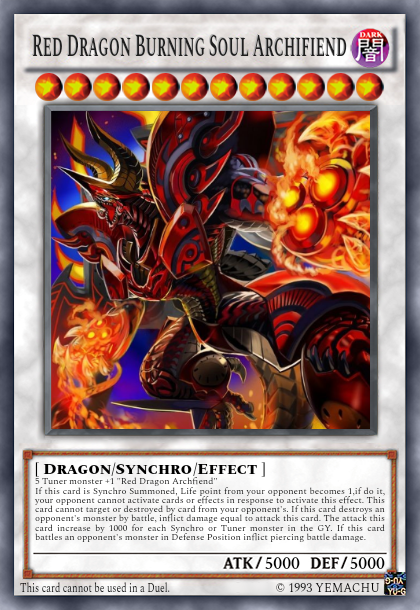 RED DRAGON BURNING SOUL ARCHIFIEND
DARK
闇
[ DRAGON/SYNCHRO/EFFECT ]
5 Tuner monster +1 "Red Dragon Archfiend"
If this card is Synchro Summoned, Life point from your opponent becomes 1,if do it,
your opponent cannot activate cards or effects in response to activate this effect. This
card cannot target or destroyed by card from your opponent's. If this card destroys an
opponent's monster by battle, inflict damage equal to attack this card. The attack this
card increase by 1000 for each Synchro or Tuner monster in the GY. If this card
battles an opponent's monster in Defense Position inflict piercing battle damage.
ATK/5000 DEF/5000
This card cannot be used in a Duel.
© 1993 YEMACHU
YU-G